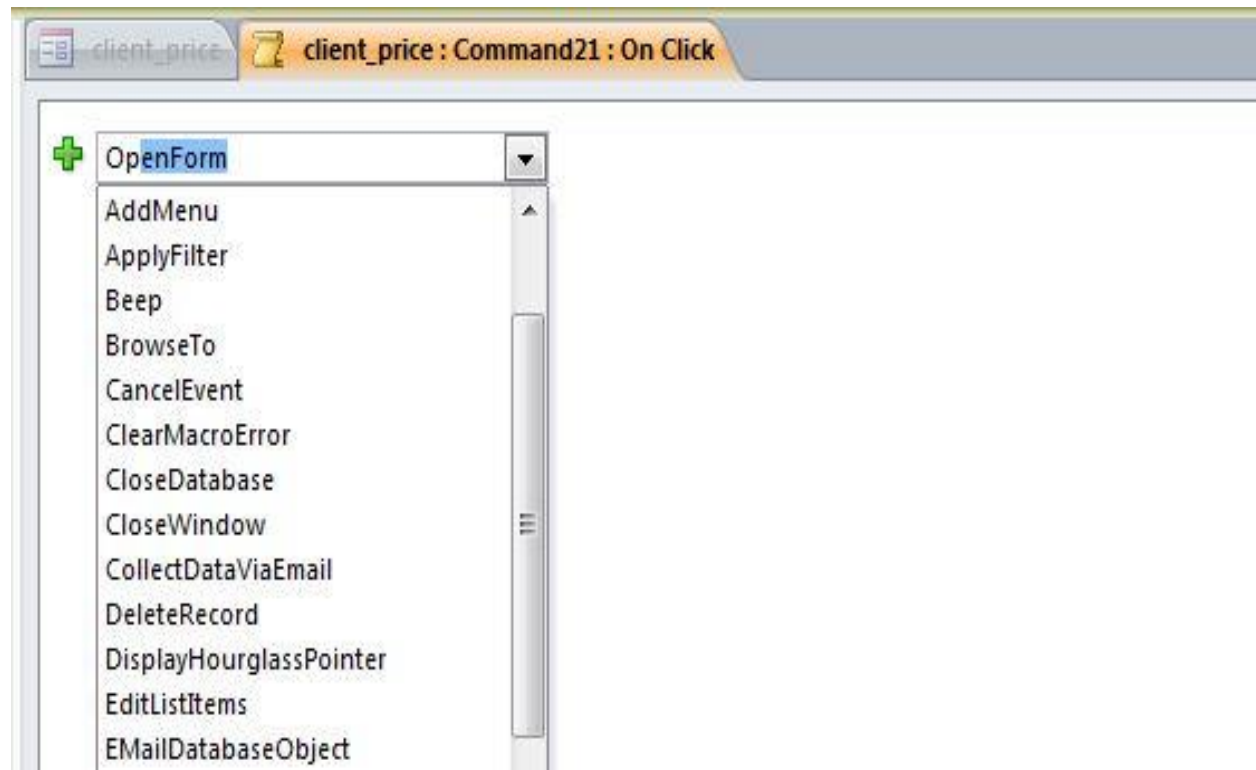 client_price client_price : Command21 : On Click
OpenForm
AddMenu
ApplyFilter
Beep
BrowseTo
CancelEvent
ClearMacroError
CloseDatabase
CloseWindow
CollectDataViaEmail
DeleteRecord
DisplayHourglassPointer
EditListItems
EMailDatabaseObject